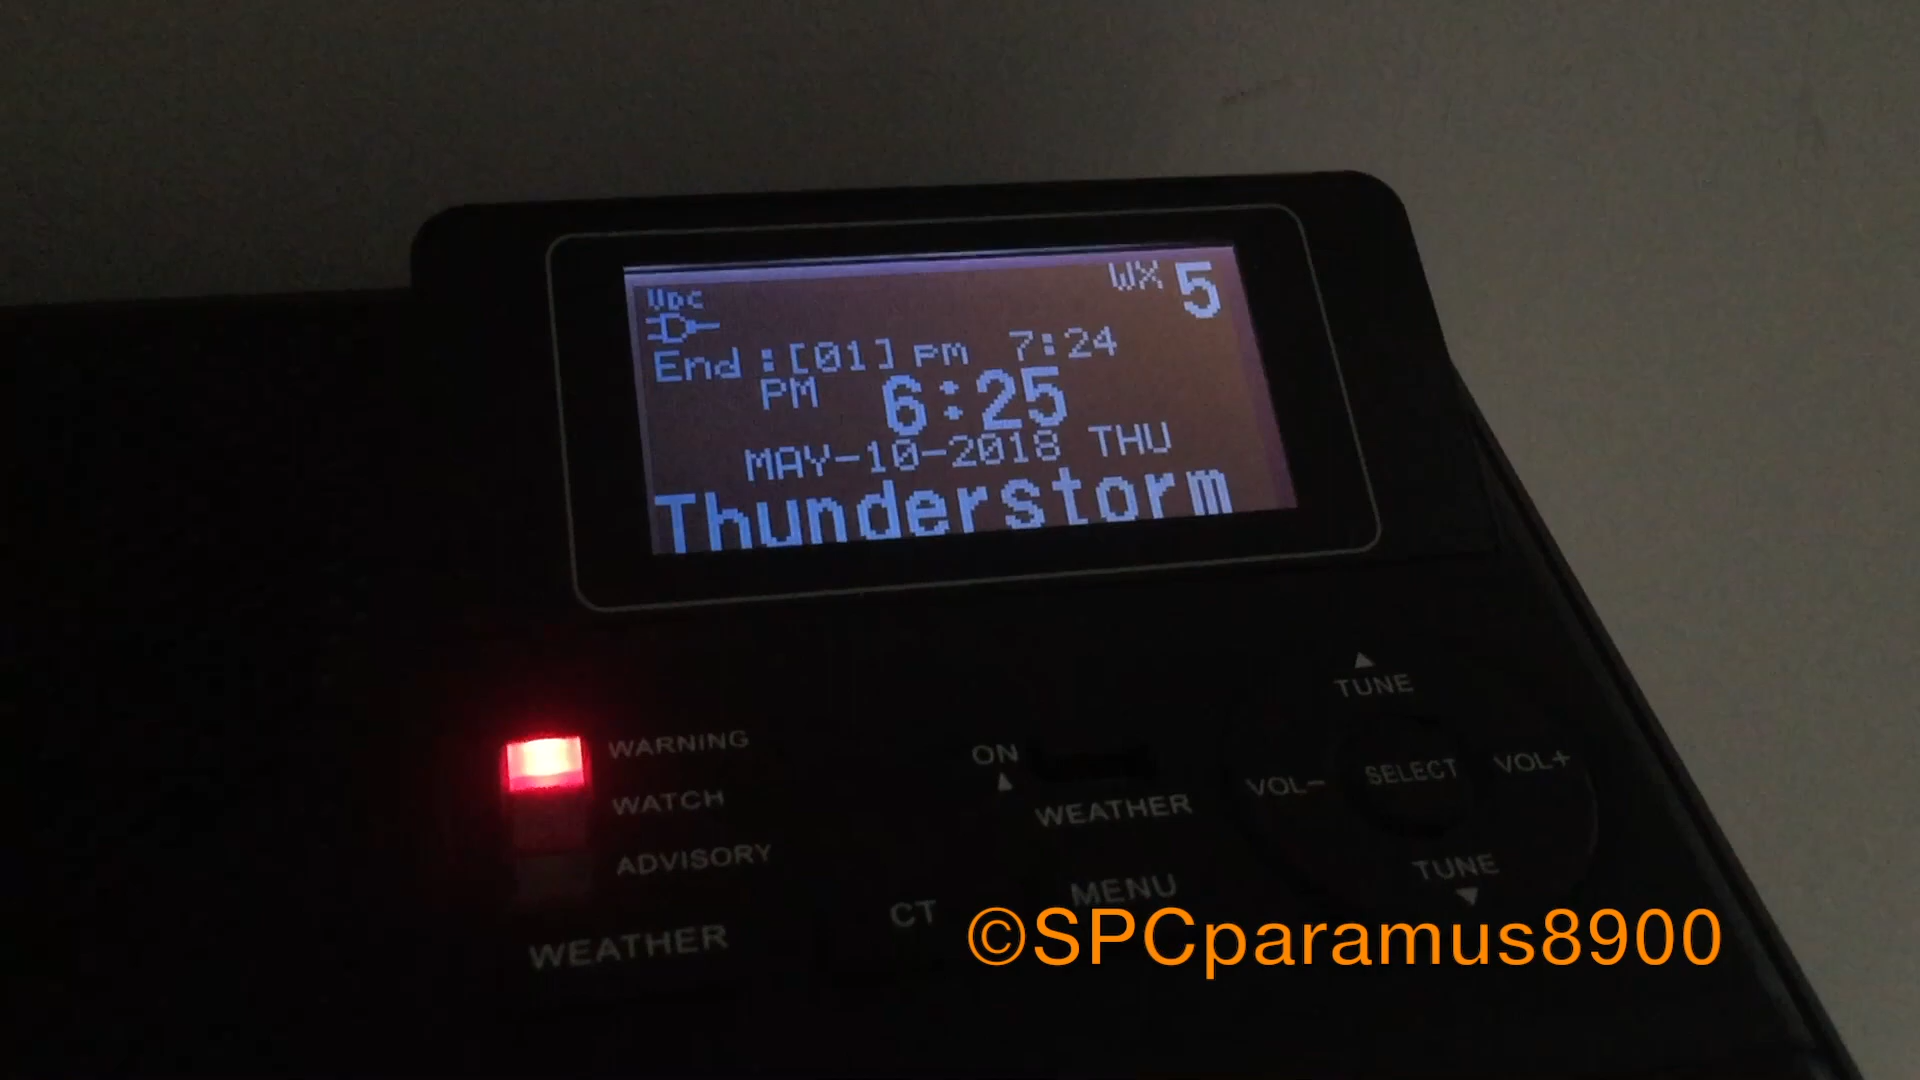 WX 5
VDC
End :[01] pm 7:24
PM 6:25
MAY-10-2018 THU
Thunderstorm
TUNE
WARNING
WATCH
ADVISORY
WEATHER
ON
WEATHER
VOL- SELECT VOL+
TUNE
CT MENU
©SPCparamus8900